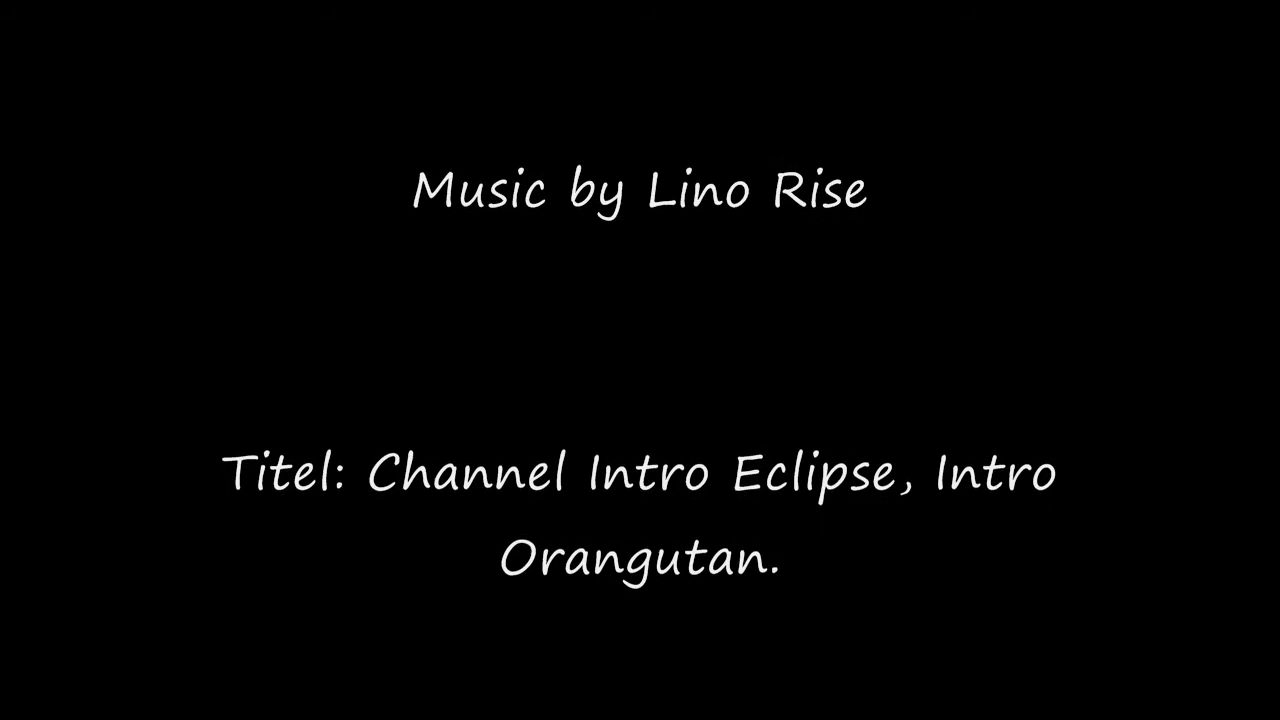 Music by Lino Rise
Titel: Channel Intro Eclipse, Intro
Orangutan.